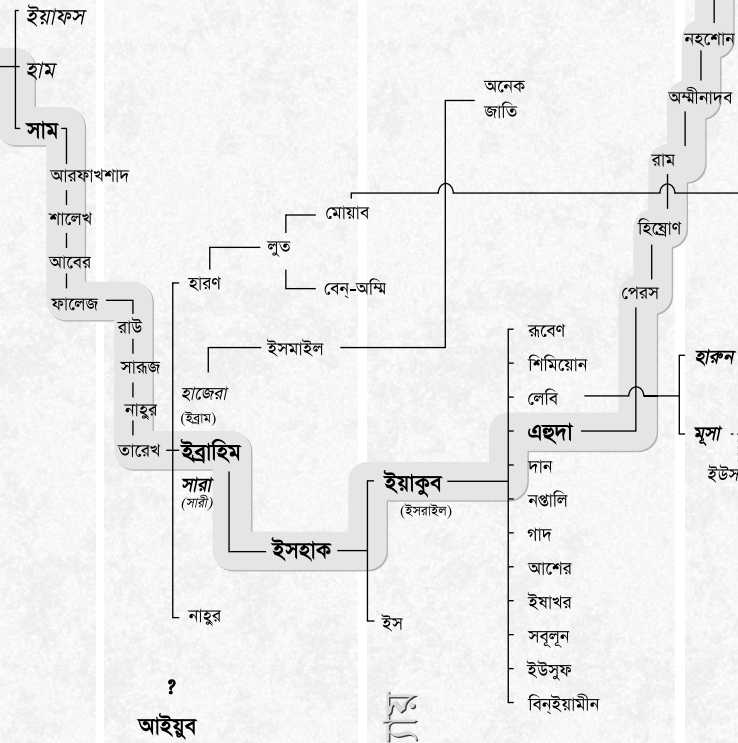 ইয়াফস
হাম
সাম
আরফাখশাদ
শালেখ
আবের
ফালেজ
রাউ
সারূজ
নাহুর
তারেখ
হারণ
লুত
মোয়াব
বেন্-অম্মি
অনেক
জাতি
ইসমাইল
হাজেরা
(ইব্রাম)
ইব্রাহিম
সারা
(সারী)
নাহুর
ইসহাক
ইয়াকুব
(ইসরাইল)
ইস
রূবেণ
শিমিয়োন
লেবি
এহুদা
দান
নপ্তালি
গাদ
আশের
ইষাখর
সবূলূন
ইউসুফ
বিন্ইয়ামীন
নহশোন
অম্মীনাদব
রাম
হিষ্রোণ
পেরস
হারুন
মূসা
ইউস
?
আইয়ুব